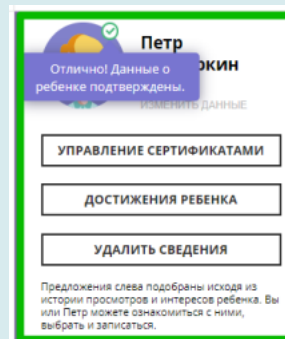 Петр
ркин
Отлично! Данные о
ребенке подтверждены.
ИЗМЕНИТЬ ДАННЫЕ
УПРАВЛЕНИЕ СЕРТИФИКАТАМИ
ДОСТИЖЕНИЯ РЕБЕНКА
УДАЛИТЬ СВЕДЕНИЯ
Предложения слева подобраны исходя из
истории просмотров и интересов ребенка. Вы
или Петр можете ознакомиться с ними,
выбрать и записаться.